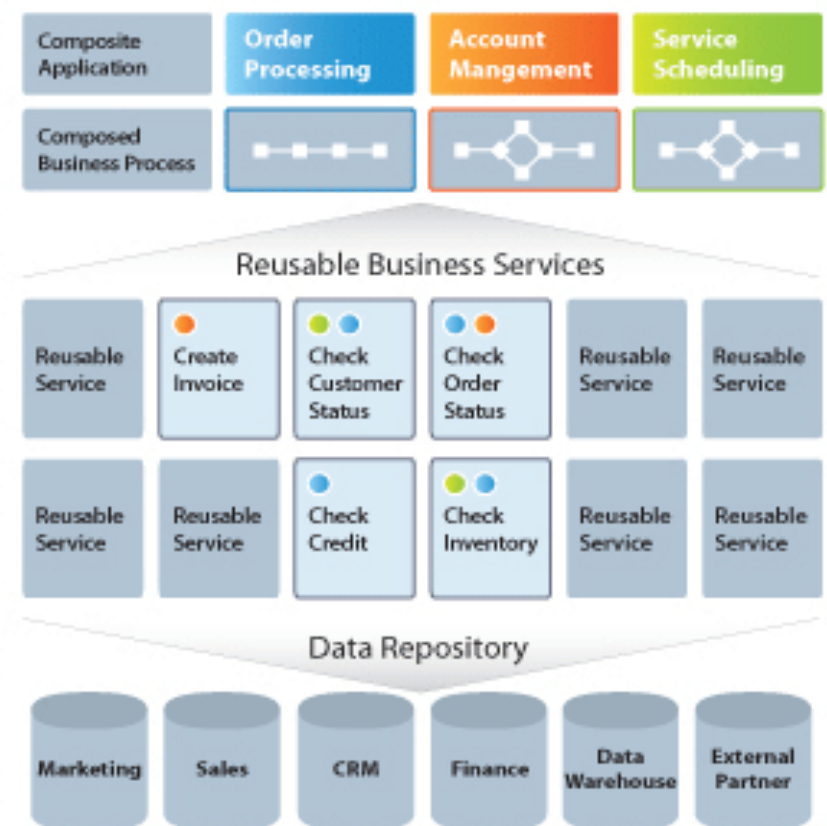 Composite
Application
Order
Processing
Account
Mangement
Service
Scheduling
Composed
Business Process
Reusable Business Services
Reusable
Service
Create
Invoice
Check
Customer
Status
Check
Order
Status
Reusable
Service
Reusable
Service
Reusable
Service
Reusable
Service
Check
Credit
Check
Inventory
Reusable
Service
Reusable
Service
Data Repository
Marketing
Sales
CRM
Finance
Data
Warehouse
External
Partner